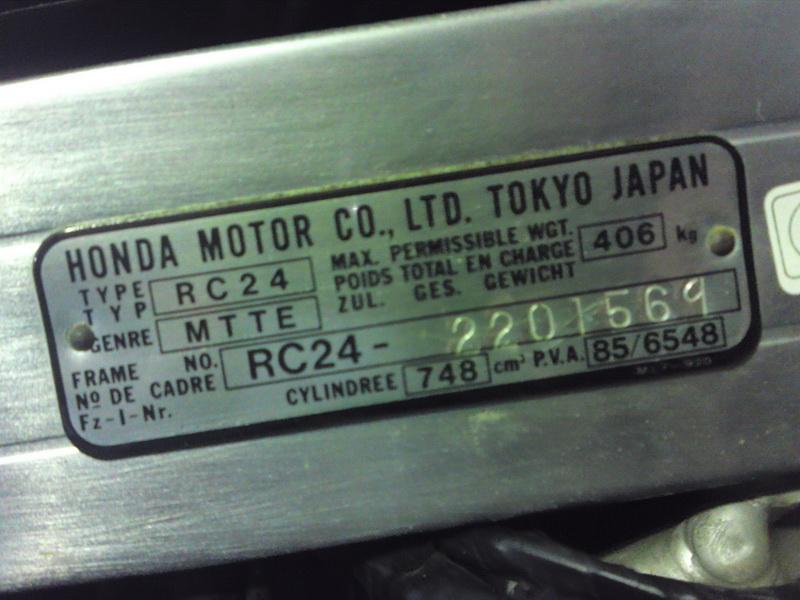 HONDA MOTOR CO., LTD. TOKYO JAPAN
TYPE
TYP
RC24
MAX. PERMISSIBLE WGT.
POIDS TOTAL EN CHARGE
ZUL. GES. GEWICHT
406 kg
GENRE MTTE
FRAME NO.
Nº DE CADRE
Fz-I-Nr.
RC24- 2201569
CYLINDREE 748 cm³ P.V.A. 85/6548